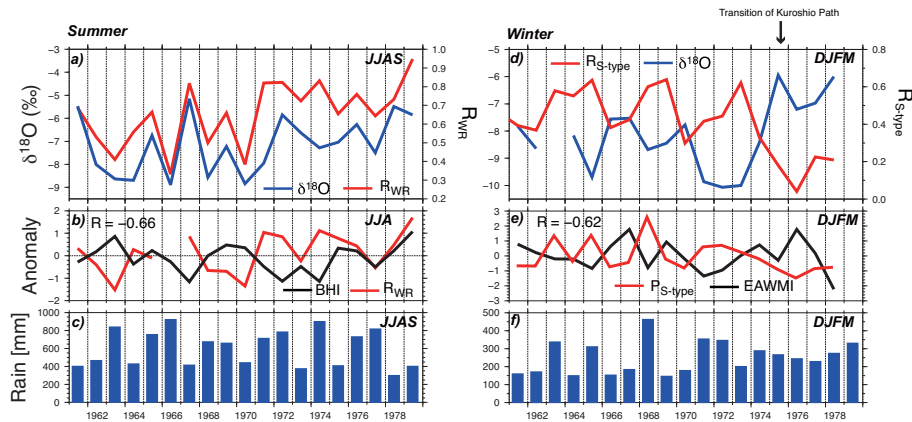 Transition of Kuroshio Path
Summer
Winter
a)
JJAS
−3
−4
−5
−6
−7
−8
−9
δ18O (‰)
1.0
0.9
0.8
0.7
0.6
0.5
0.4
0.3
0.2
RWR
δ18O
RWR
b)
R = −0.66
JJA
2
1
0
−1
−2
Anomaly
BHI
RWR
c)
JJAS
1000
800
600
400
200
0
Rain [mm]
1962 1964 1966 1968 1970 1972 1974 1976 1978
d)
RS-type
δ18O
DJFM
−5
−6
−7
−8
−9
−10
0.8
0.6
0.4
0.2
0.0
RS-type
e)
R = −0.62
DJFM
3
2
1
0
−1
−2
−3
PS-type
EAWMI
f)
DJFM
500
400
300
200
100
0
1962 1964 1966 1968 1970 1972 1974 1976 1978